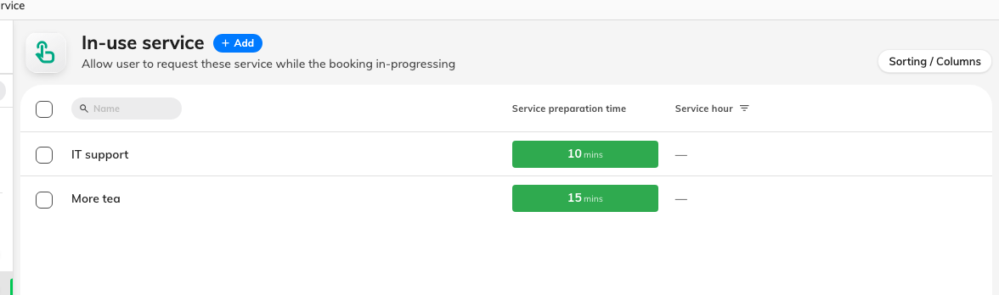 rvice
In-use service
+ Add
Allow user to request these service while the booking in-progressing
Sorting / Columns
Name
Service preparation time
Service hour
IT support
10 mins
—
More tea
15 mins
—